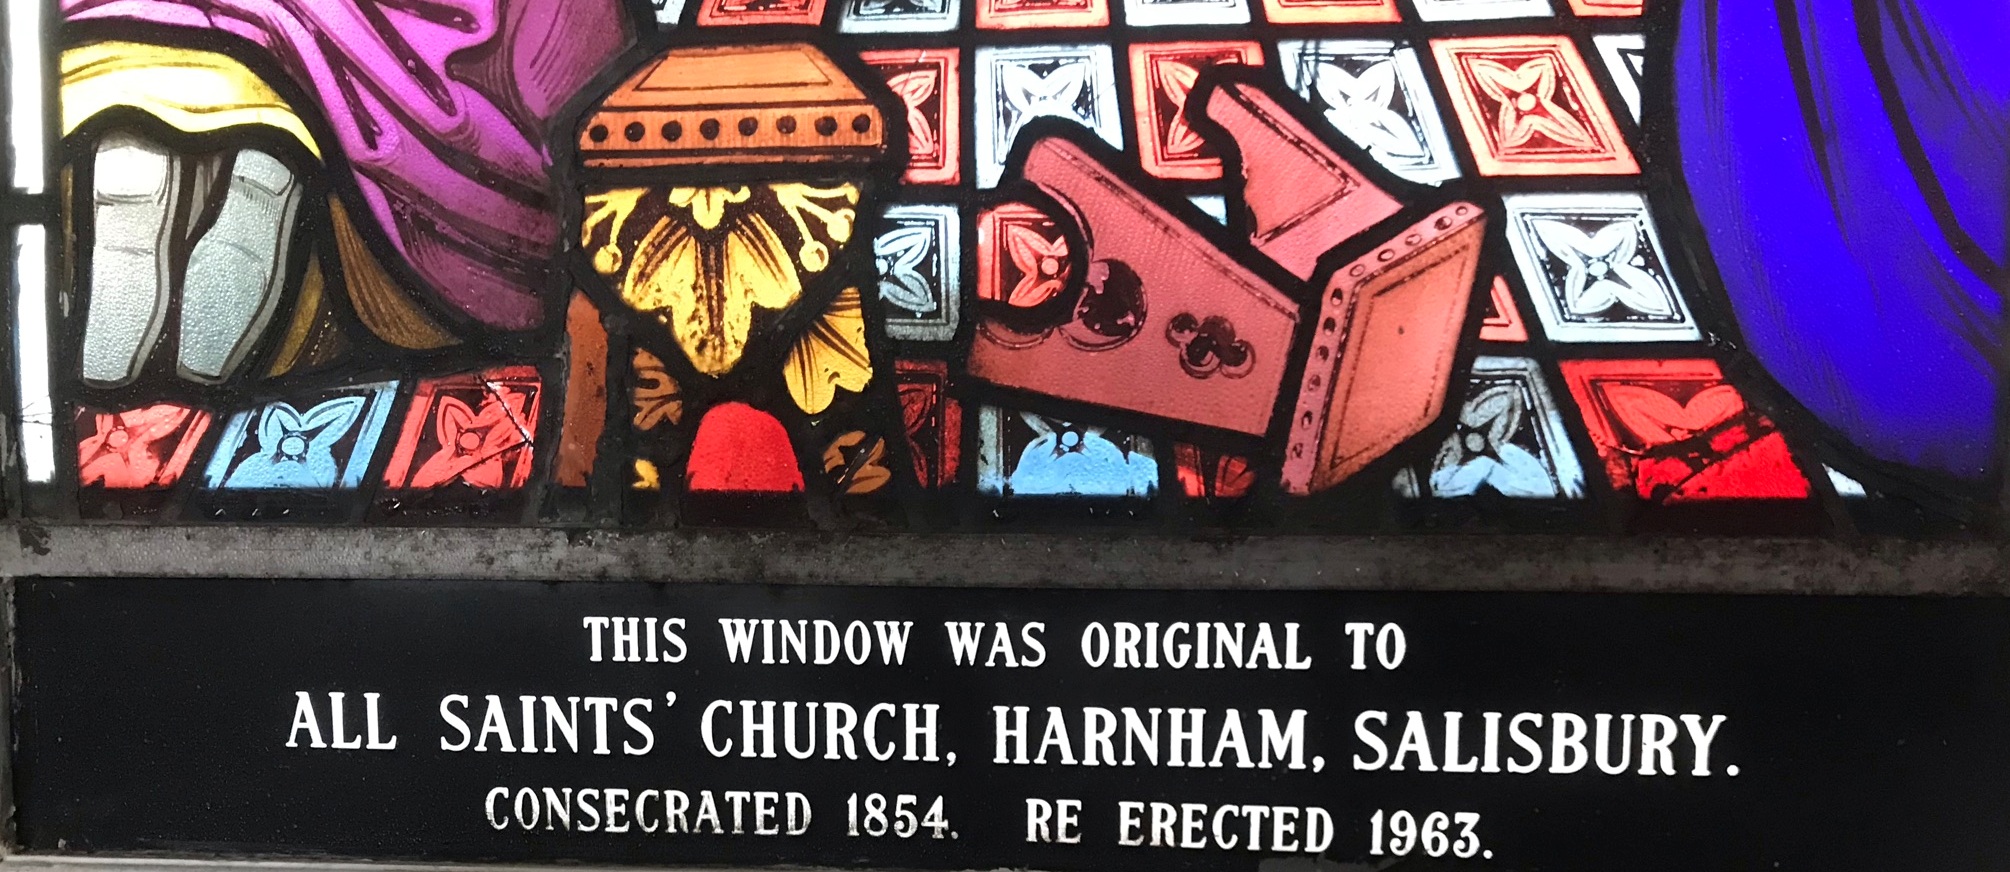 THIS WINDOW WAS ORIGINAL TO
ALL SAINTS' CHURCH, HARNHAM, SALISBURY.
CONSECRATED 1854. RE ERECTED 1963.